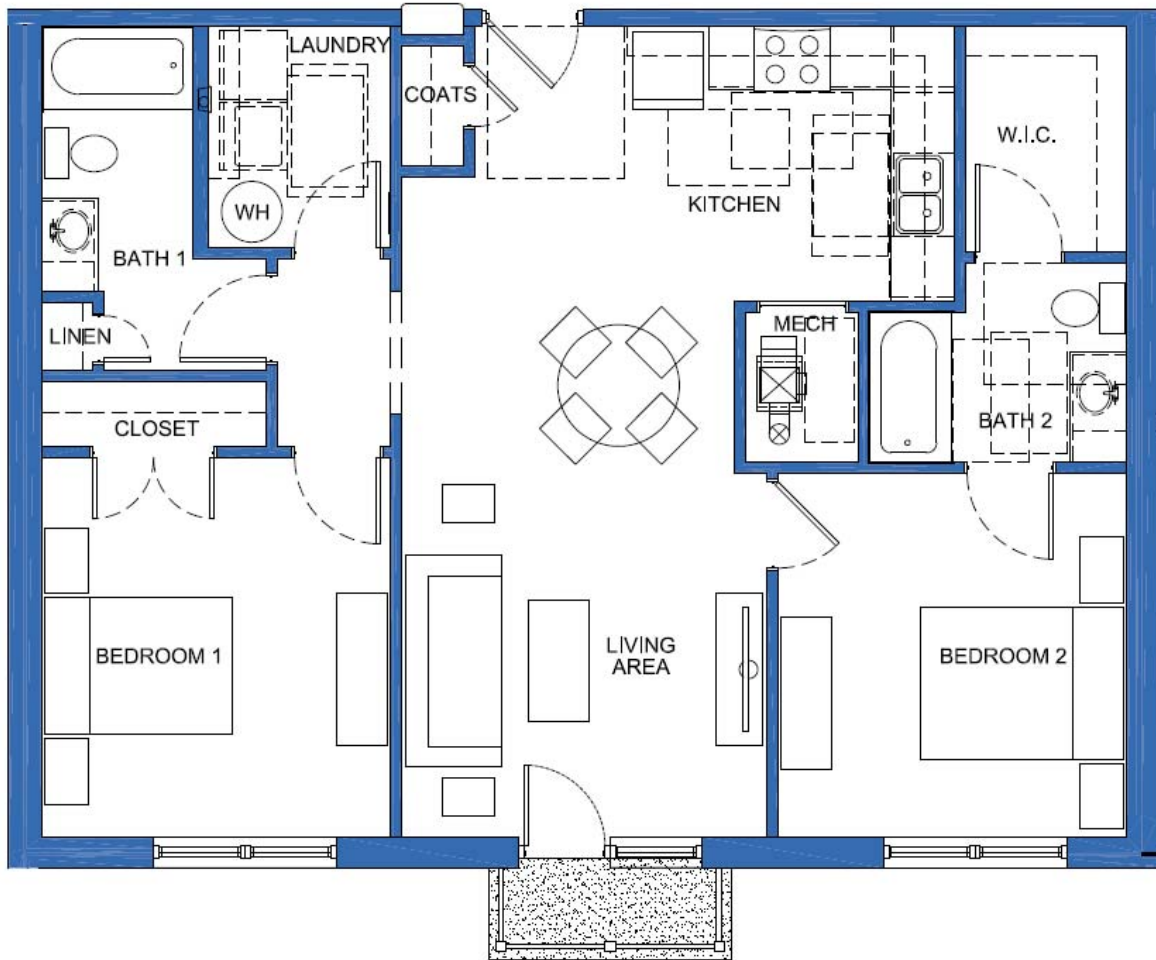 LAUNDRY
COATS
W.I.C.
WH
KITCHEN
BATH 1
LINEN
MECH
CLOSET
BATH 2
BEDROOM 1
LIVING
AREA
BEDROOM 2